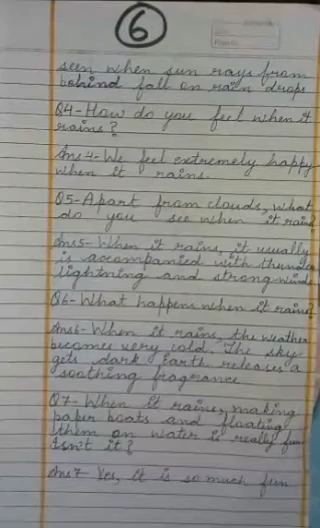 6
seen when sun rays from
behind fall on rain drops
Q4- How do you feel when it
rains?
Ans 4- We feel extremely happy
when it rains.
Q5- Apart from clouds, what
do you see when it rains
Ans5- When it rains, it usually
is accompanied with thunder
lightning and strong winds
Q6- What happens when it rains?
Ans6- When it rains, the weather
becomes very cold. The sky
gets dark Earth releases a
soothing fragrance
Q7- When it rains, making
paper boats and floating
them on water is really fun
Isn't it?
Ans 7 Yes, it is so much fun